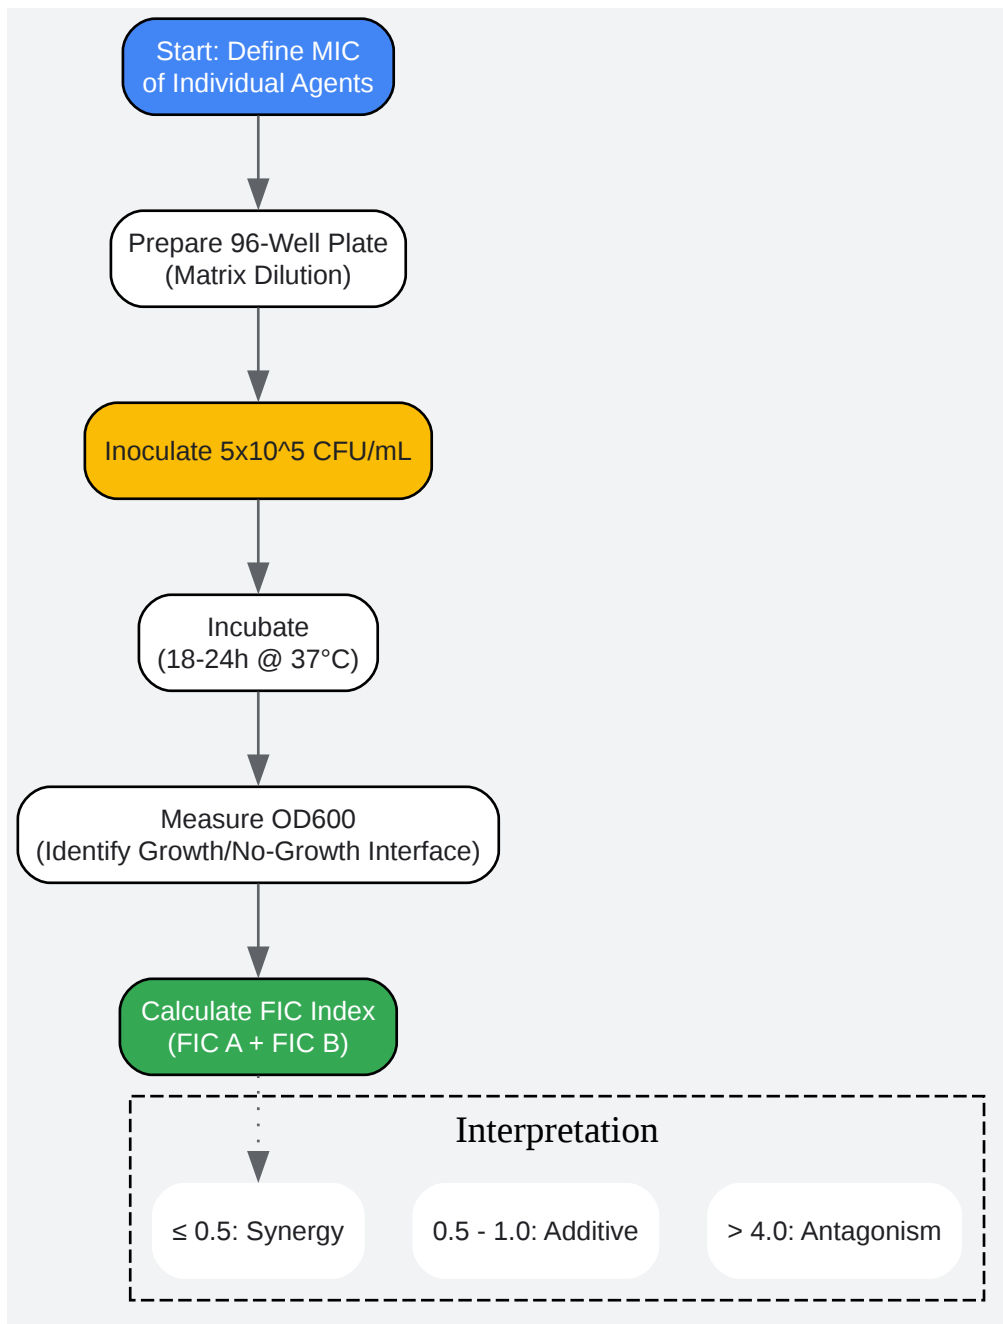 Start: Define MIC
of Individual Agents
Prepare 96-Well Plate
(Matrix Dilution)
Inoculate 5x10^5 CFU/mL
Incubate
(18-24h @ 37°C)
Measure OD600
(Identify Growth/No-Growth Interface)
Calculate FIC Index
(FIC A + FIC B)
Interpretation
≤ 0.5: Synergy
0.5 - 1.0: Additive
> 4.0: Antagonism